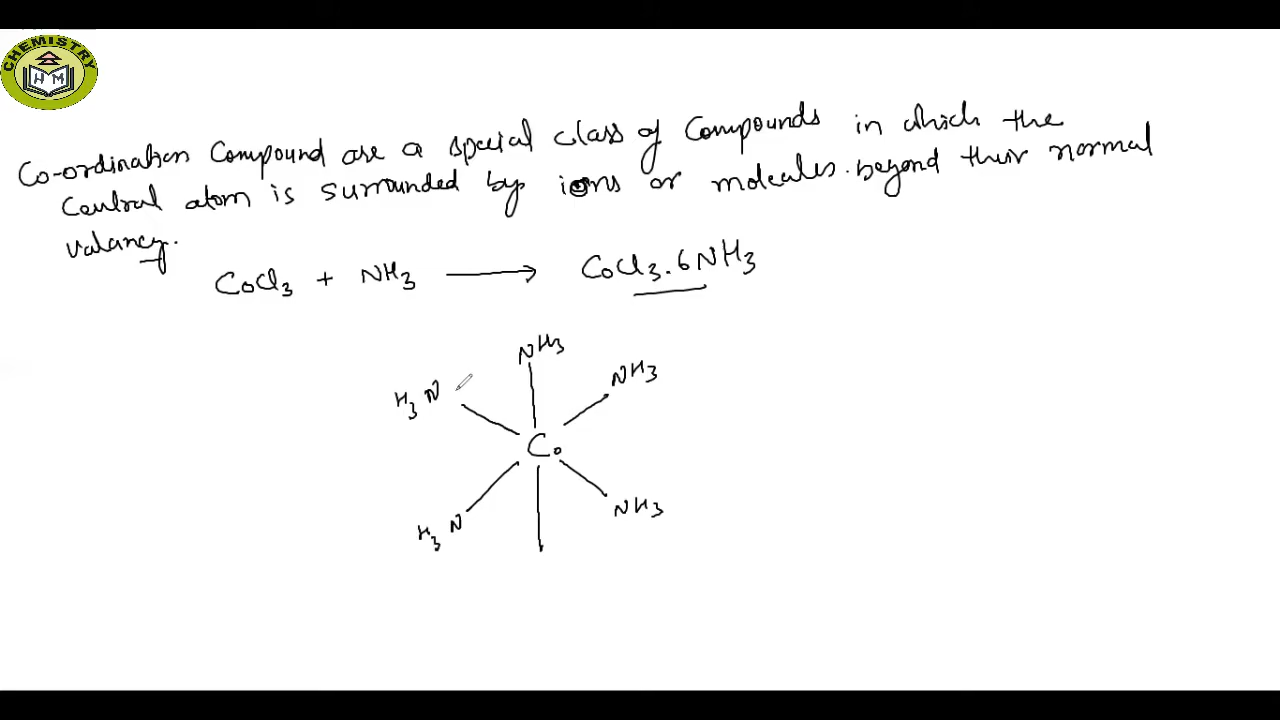 CHEMISTRY
HM
Co-ordination Compound are a special class of Compounds in which the
Central atom is surrounded by ions or molecules. beyond their normal
Valancy.
CoCl3 + NH3 ⟶ CoCl3.6NH3
NH3
H3N NH3
Co
H3N NH3